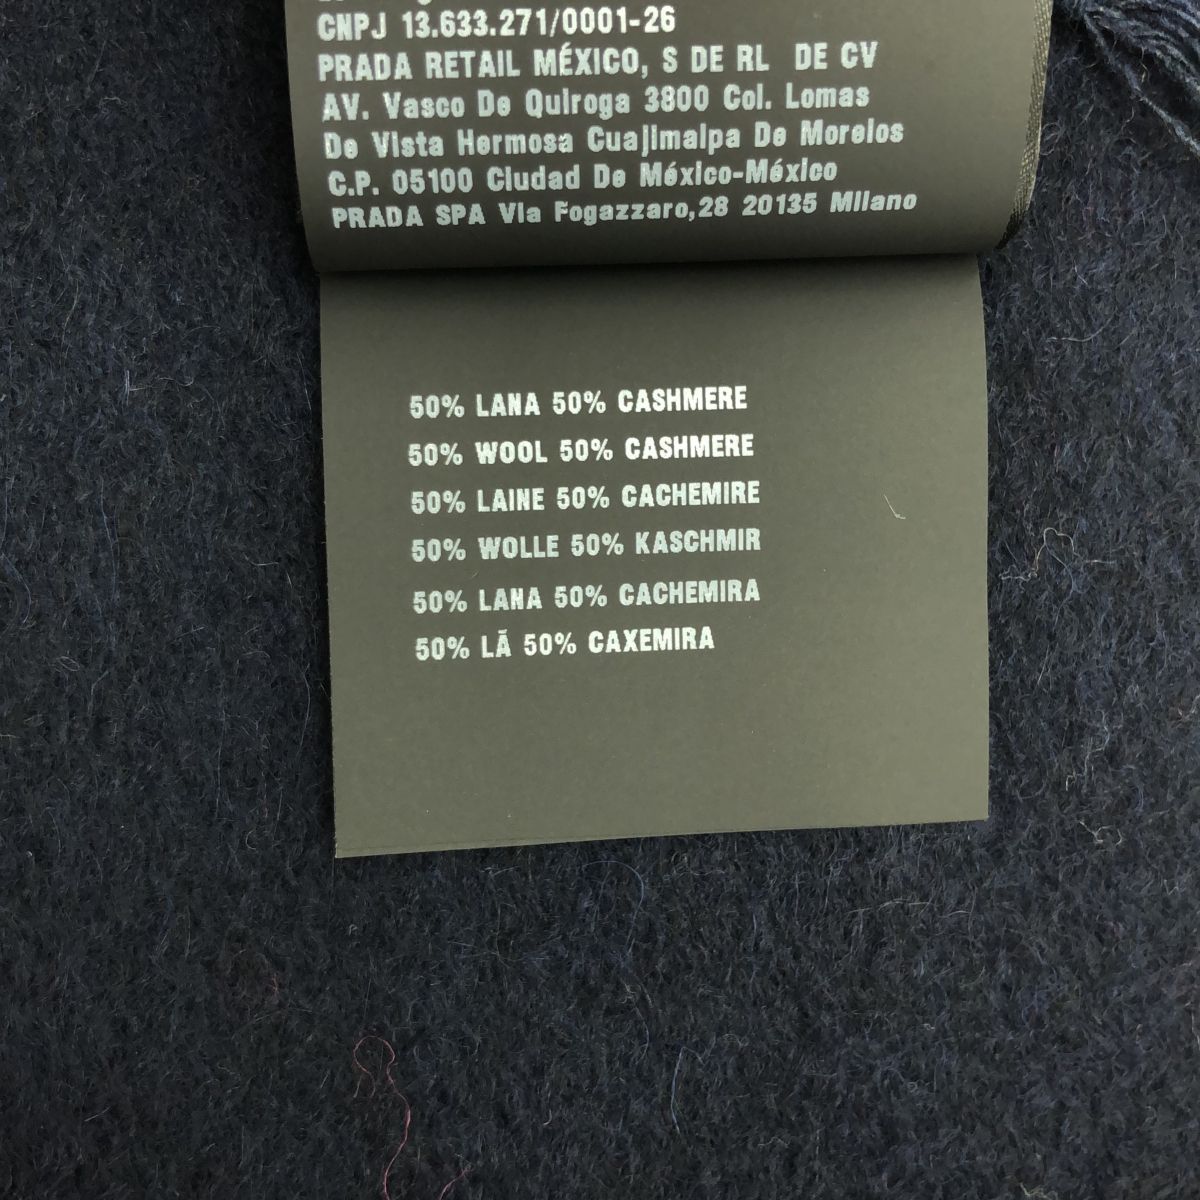 CNPJ 13.633.271/0001-26
PRADA RETAIL MÉXICO, S DE RL DE CV
AV. Vasco De Quiroga 3800 Col. Lomas
De Vista Hermosa Cuajimalpa De Morelos
C.P. 05100 Ciudad De México-México
PRADA SPA Via Fogazzaro,28 20135 Milano
50% LANA 50% CASHMERE
50% WOOL 50% CASHMERE
50% LAINE 50% CACHEMIRE
50% WOLLE 50% KASCHMIR
50% LANA 50% CACHEMIRA
50% LÃ 50% CAXEMIRA